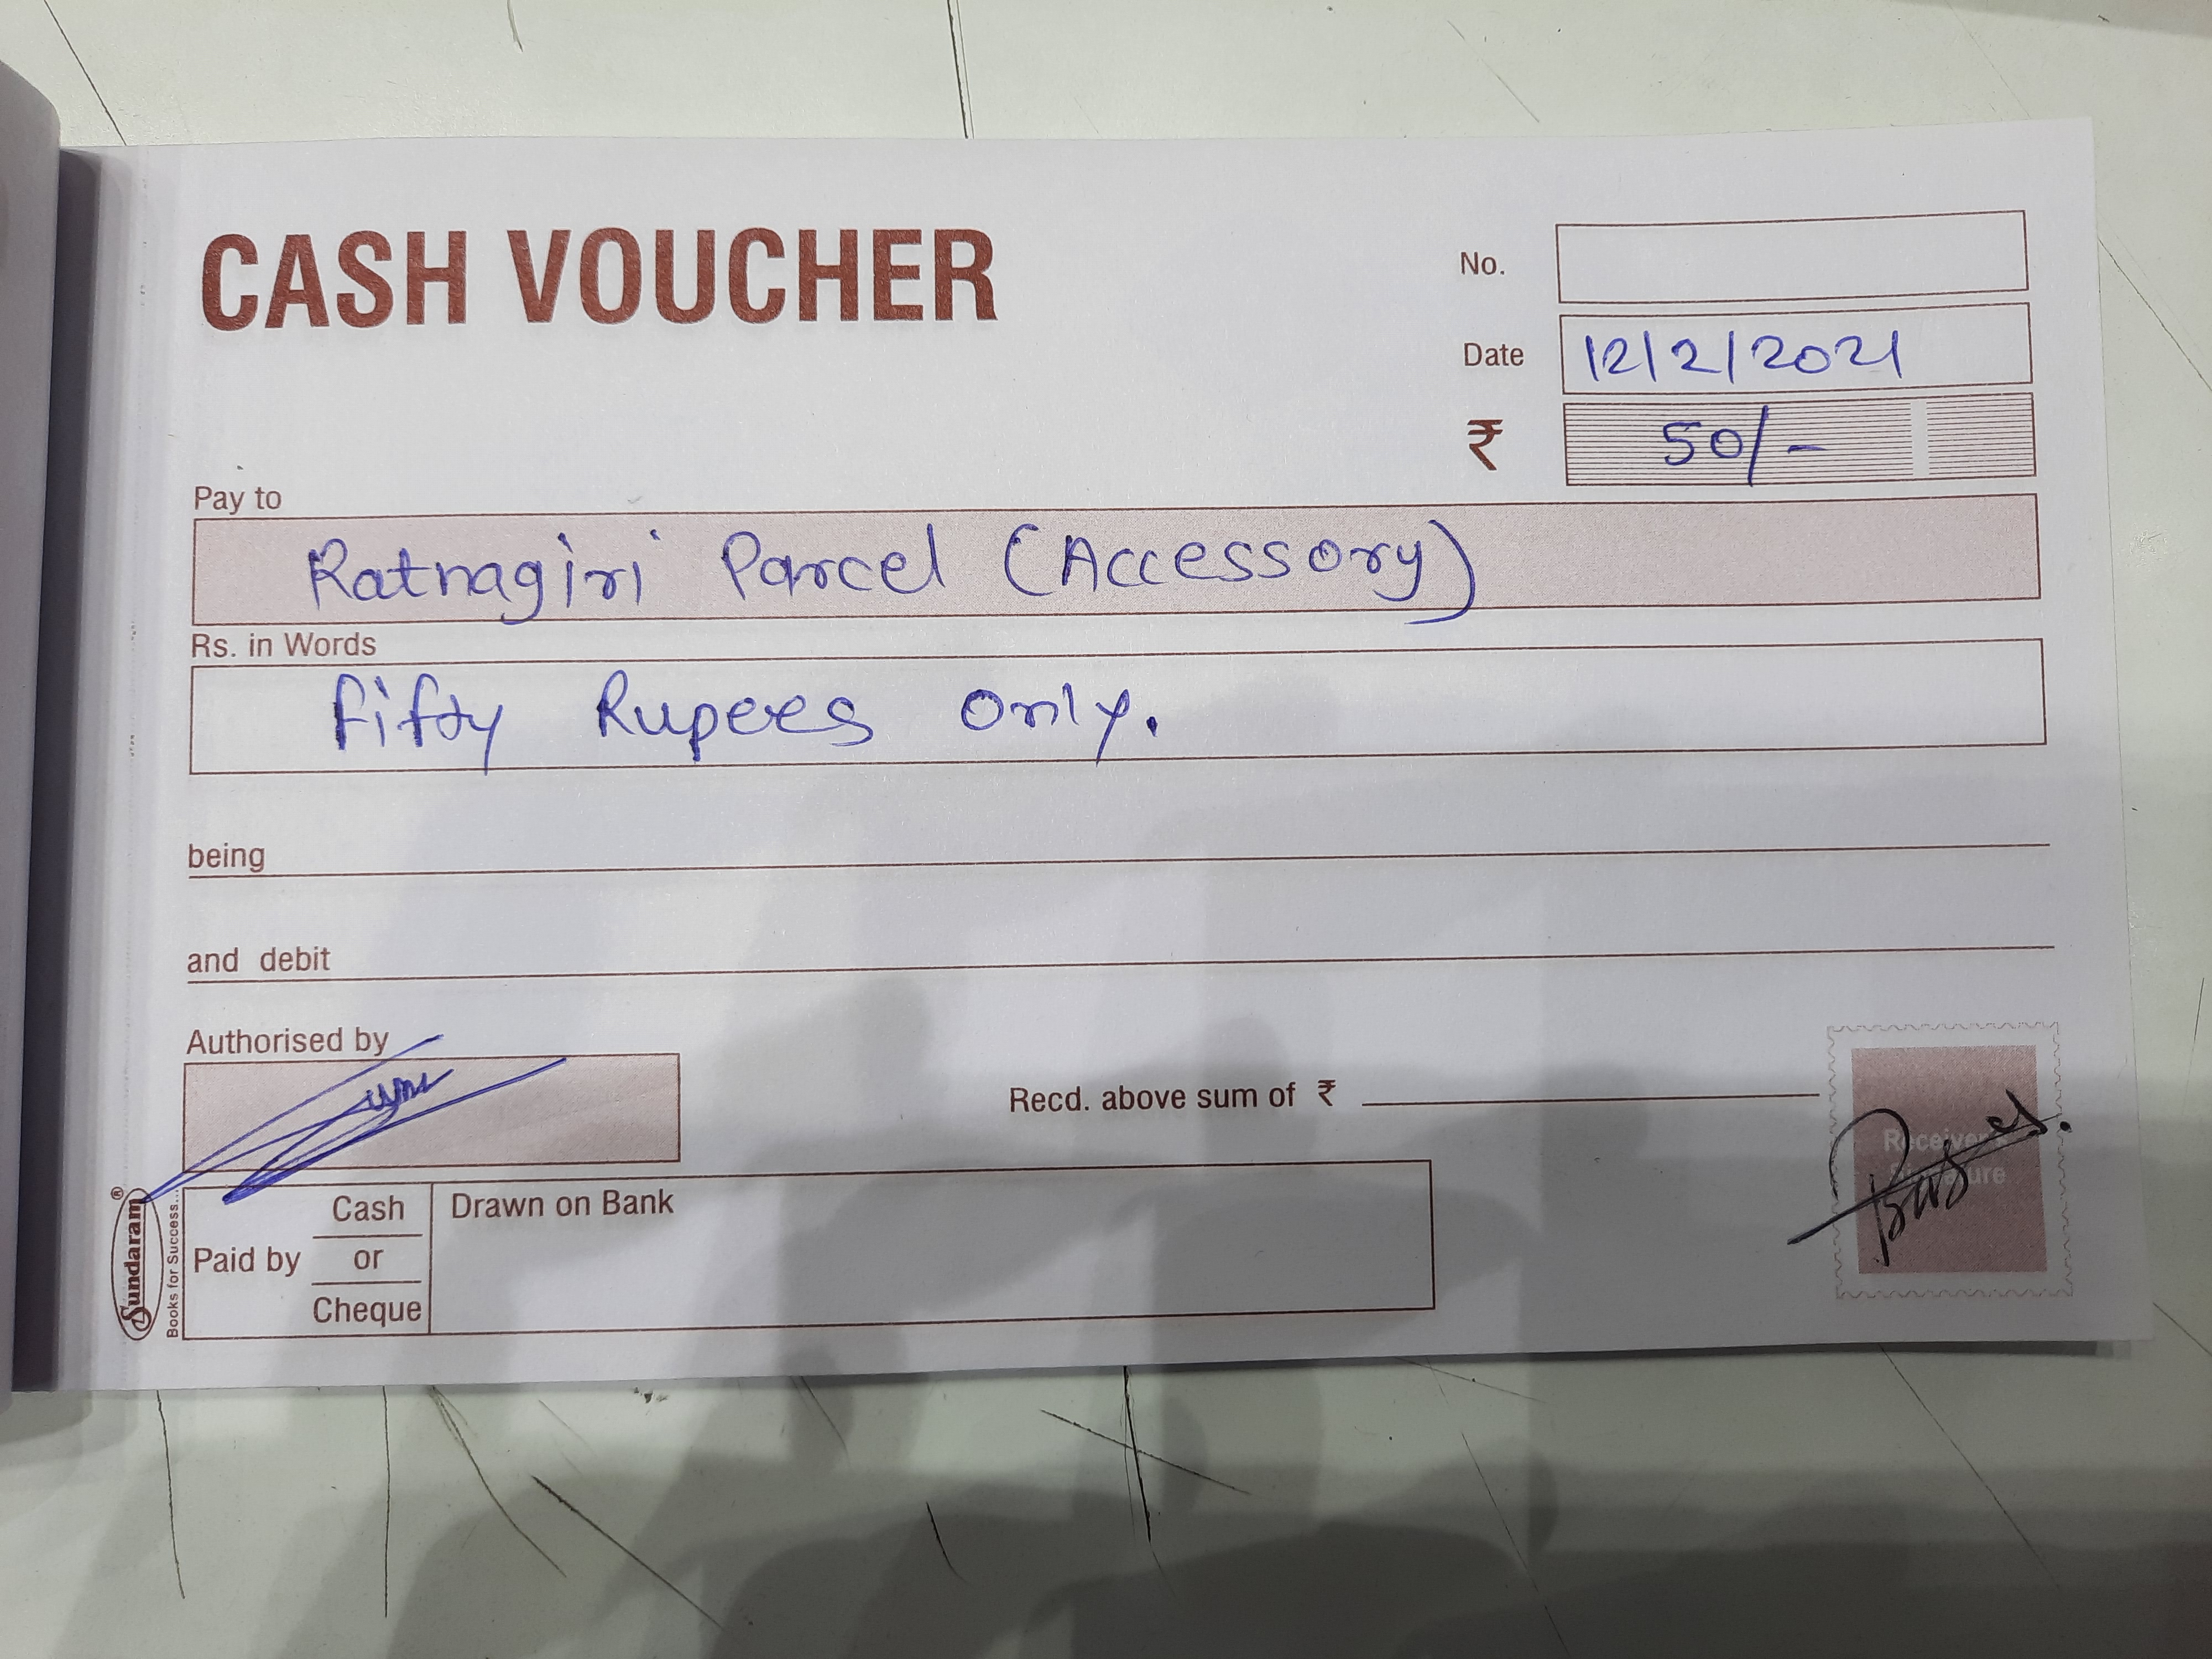 CASH VOUCHER
No.
Date 12/2/2021
₹ 50/-
Pay to
Ratnagiri Parcel (Accessory)
Rs. in Words
Fifty Rupees only.
being
and debit
Authorised by
Recd. above sum of ₹
Receiver's Signature
Sundaram®
Books for Success...
Paid by Cash or Cheque
Drawn on Bank